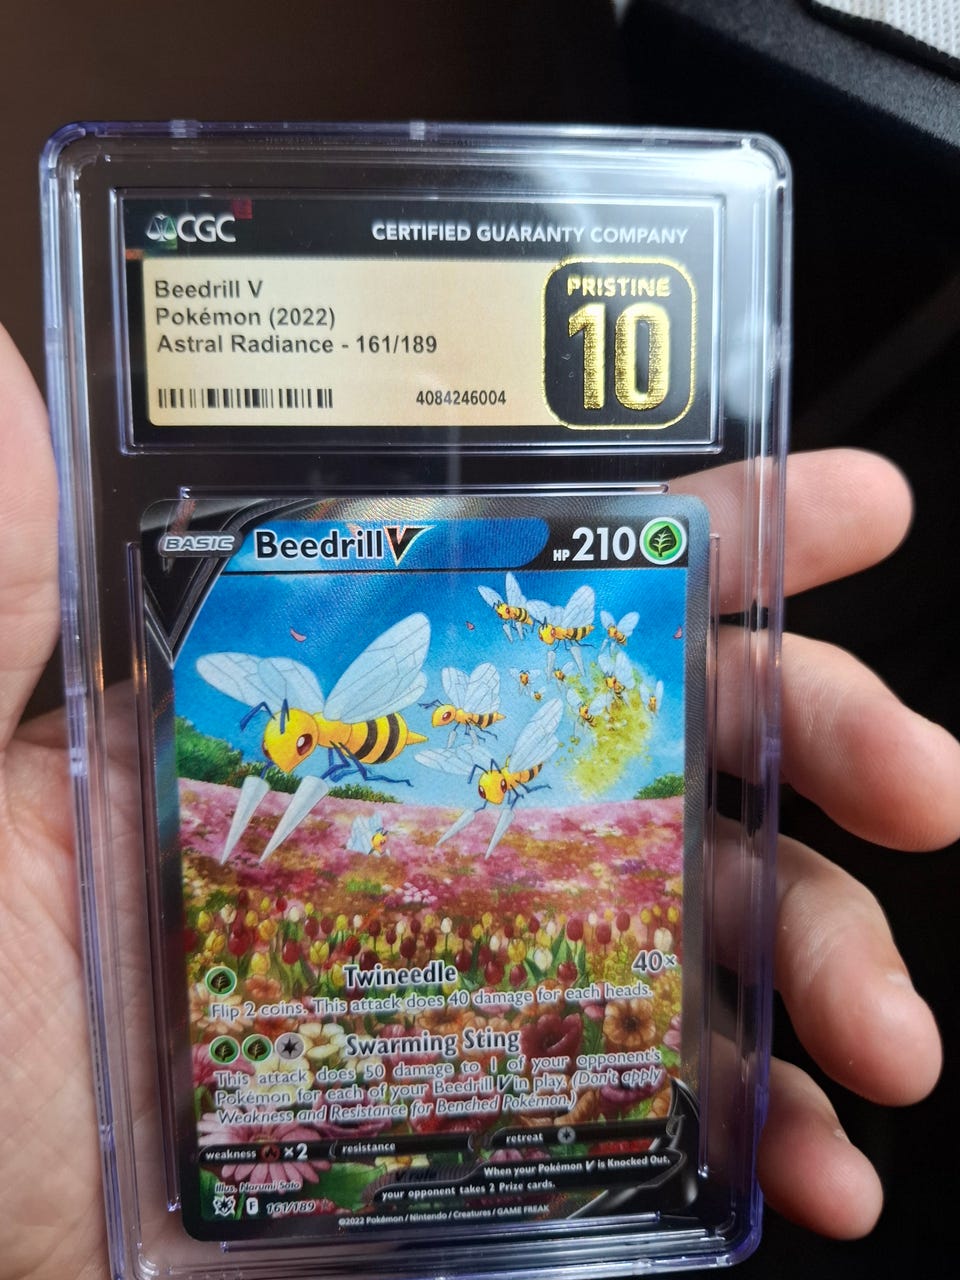 CGC
CERTIFIED GUARANTY COMPANY
Beedrill V
Pokémon (2022)
Astral Radiance - 161/189
4084246004
PRISTINE
10
BASIC
Beedrill V
HP 210
Twineedle
40×
Flip 2 coins. This attack does 40 damage for each heads.
Swarming Sting
This attack does 50 damage to 1 of your opponent's
Pokémon for each of your Beedrill V in play. (Don't apply
Weakness and Resistance for Benched Pokémon.)
weakness ×2
resistance
retreat
V rule
When your Pokémon V is Knocked Out,
your opponent takes 2 Prize cards.
Illus. Narumi Sato
F 161/189
©2022 Pokémon / Nintendo / Creatures / GAME FREAK